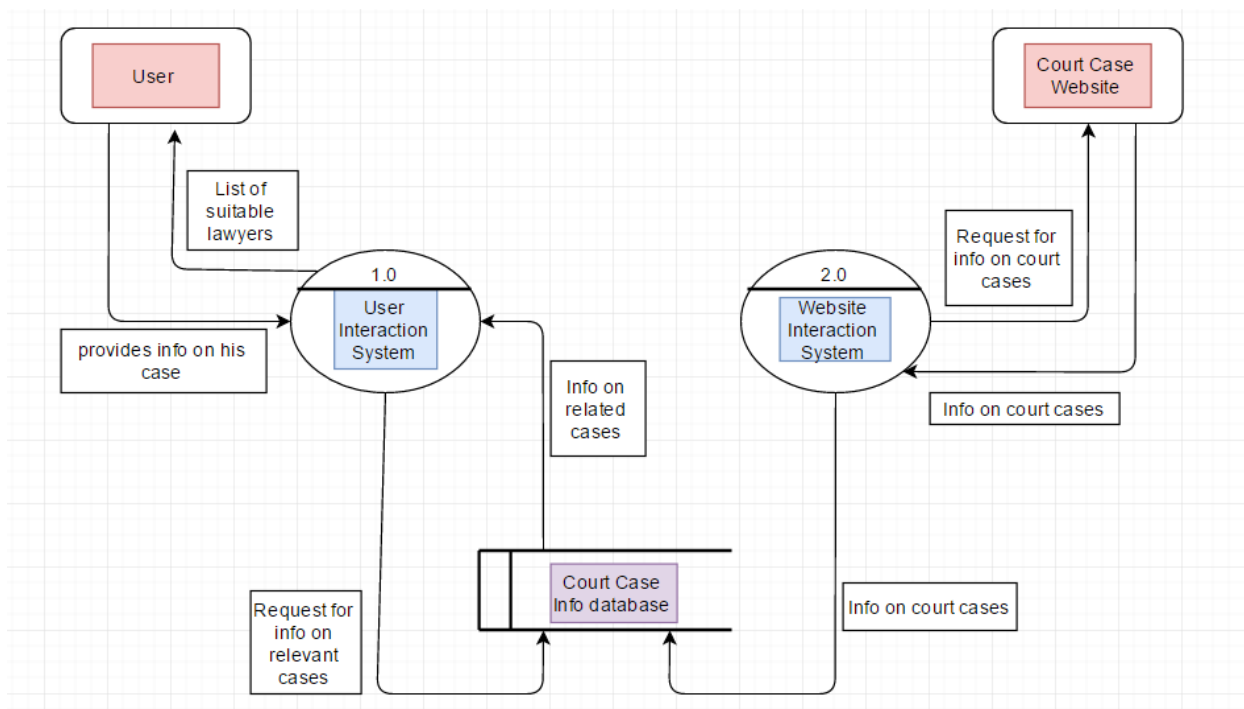 User
Court Case
Website
List of
suitable
lawyers
Request for
info on court
cases
1.0
User
Interaction
System
2.0
Website
Interaction
System
provides info on his
case
Info on
related
cases
Info on court cases
Court Case
Info database
Request for
info on
relevant
cases
Info on court cases